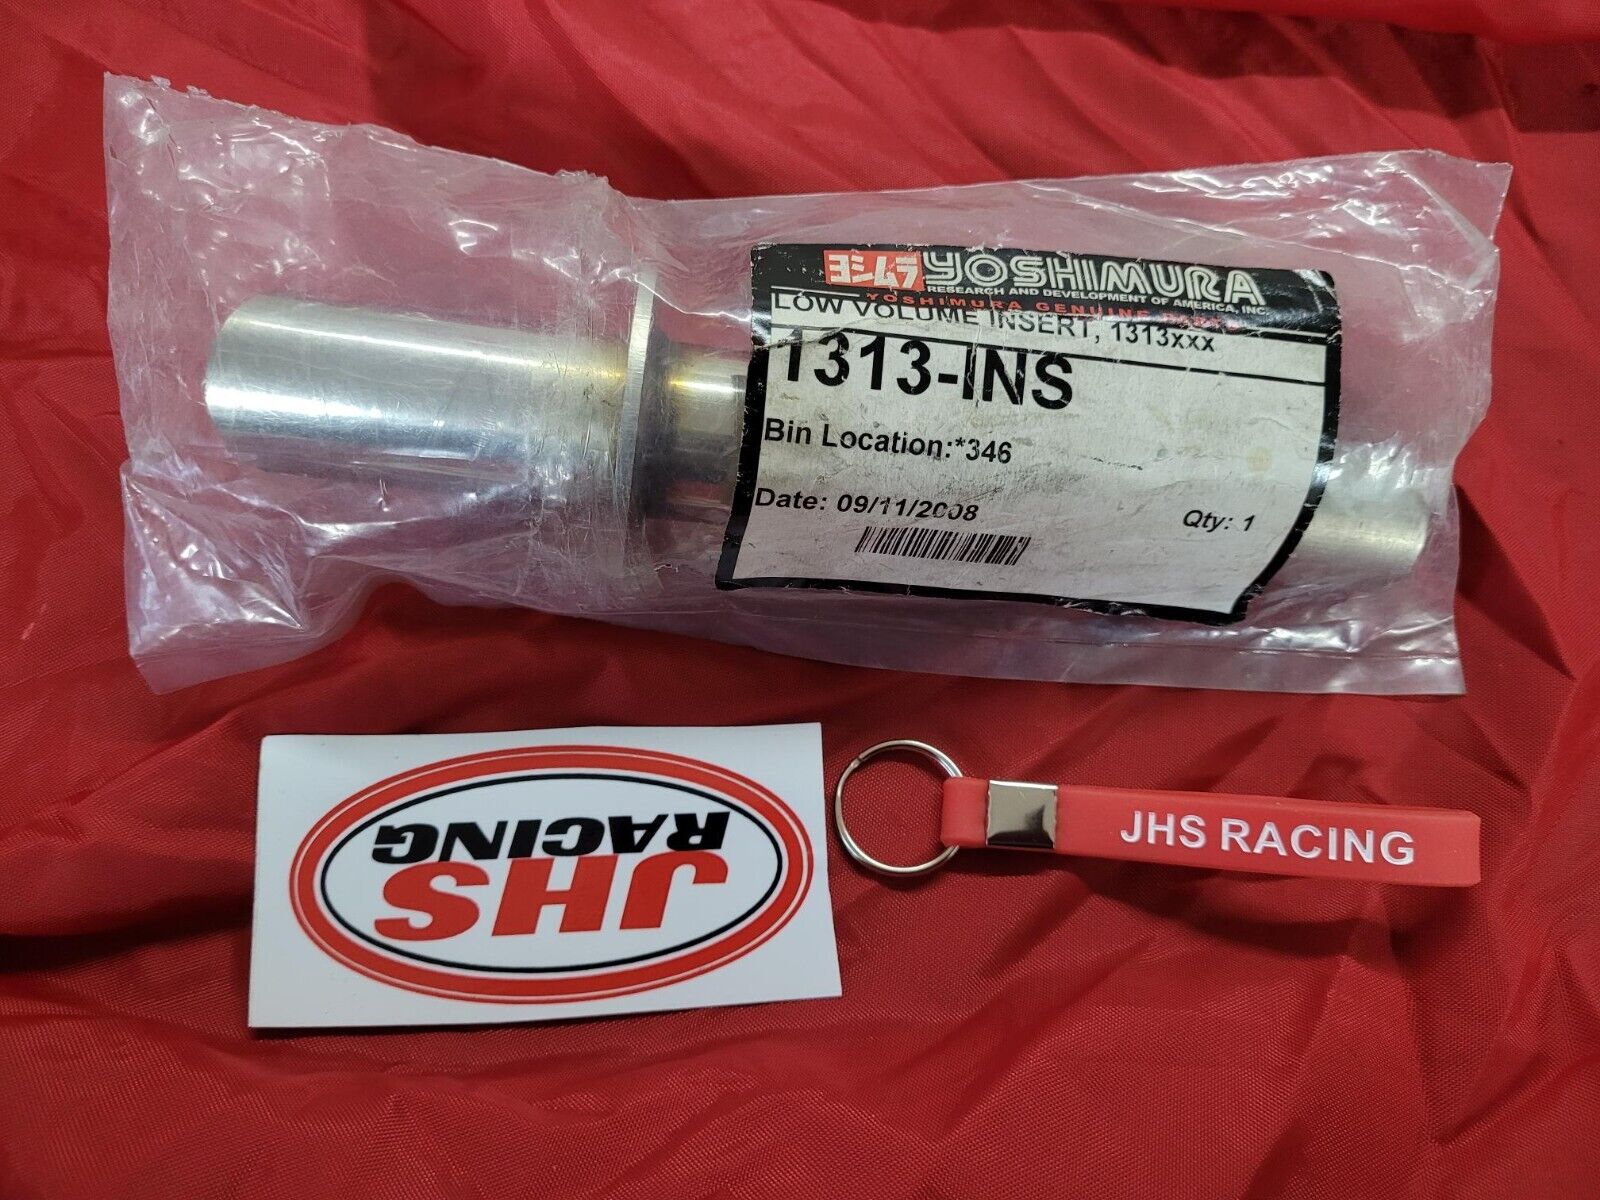 ヨシムラ YOSHIMURA
RESEARCH AND DEVELOPMENT OF AMERICA, INC.
YOSHIMURA GENUINE PARTS
LOW VOLUME INSERT, 1313xxx
1313-INS
Bin Location:*346
Date: 09/11/2008
Qty: 1
JHS
RACING
JHS RACING